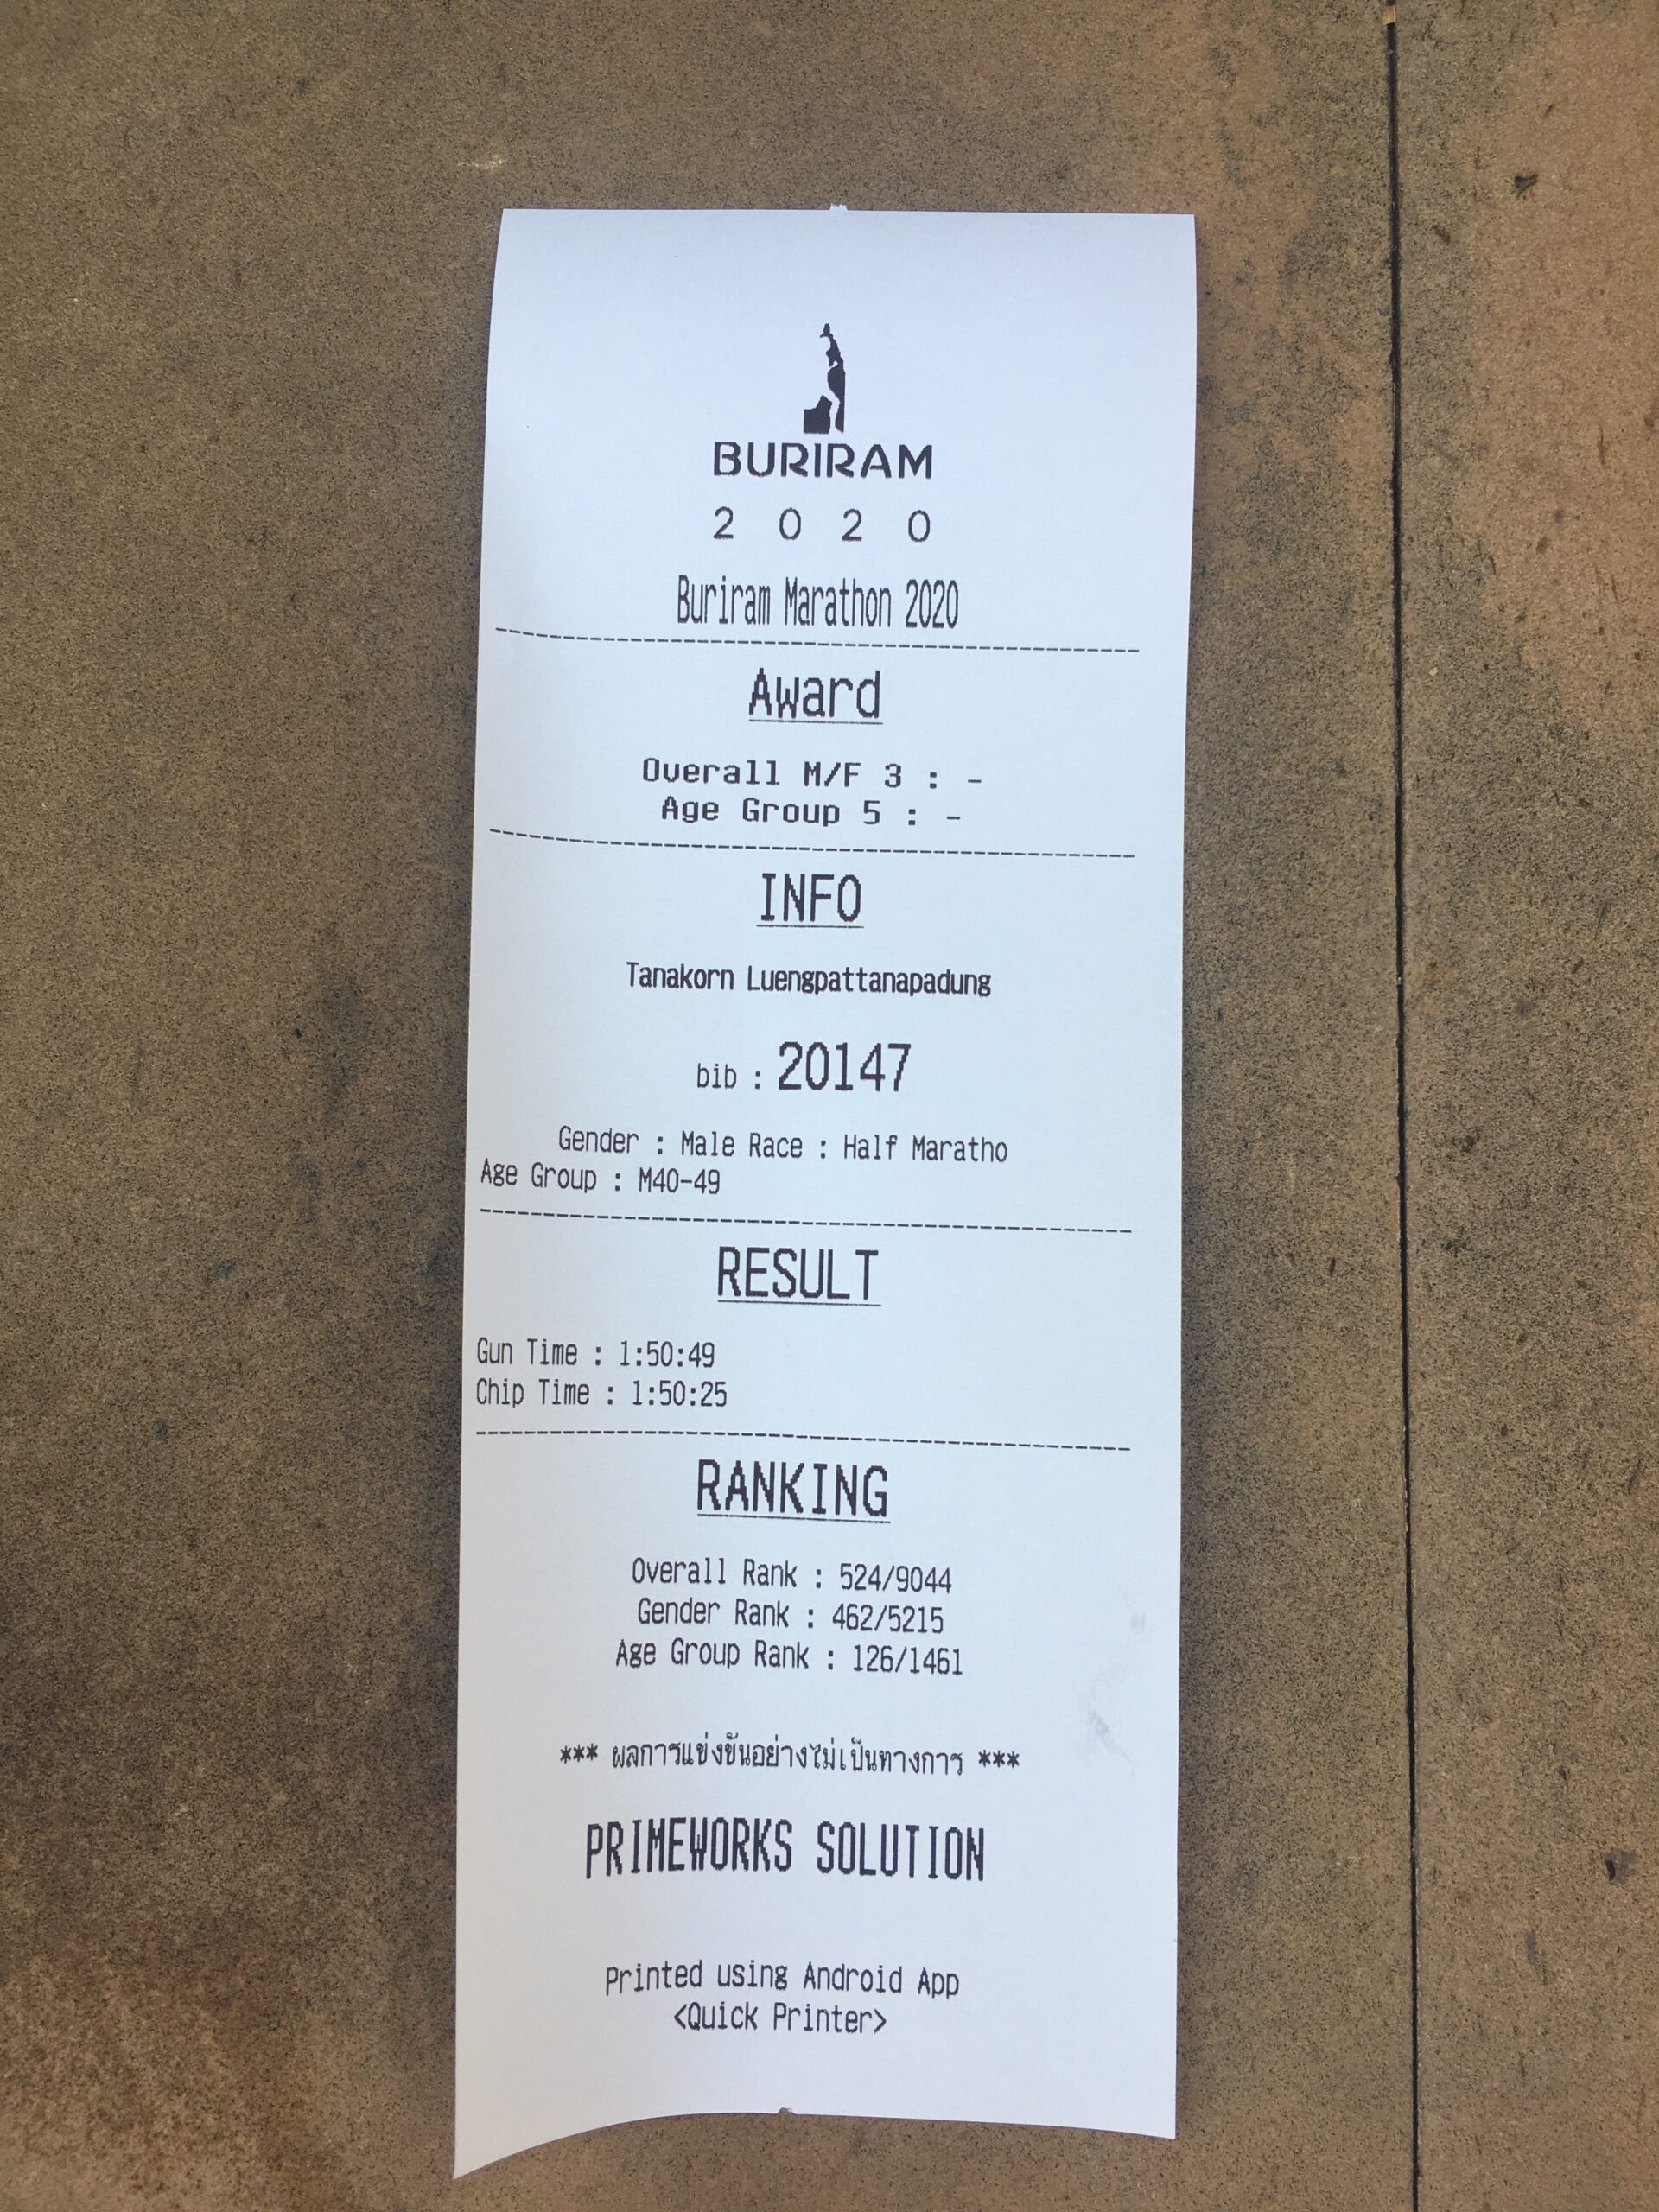 BURIRAM
2 0 2 0
Buriram Marathon 2020
Award
Overall M/F 3 : -
Age Group 5 : -
INFO
Tanakorn Luengpattanapadung
bib : 20147
Gender : Male Race : Half Maratho
Age Group : M40-49
RESULT
Gun Time : 1:50:49
Chip Time : 1:50:25
RANKING
Overall Rank : 524/9044
Gender Rank : 462/5215
Age Group Rank : 126/1461
*** ผลการแข่งขันอย่างไม่เป็นทางการ ***
PRIMEWORKS SOLUTION
Printed using Android App
<Quick Printer>